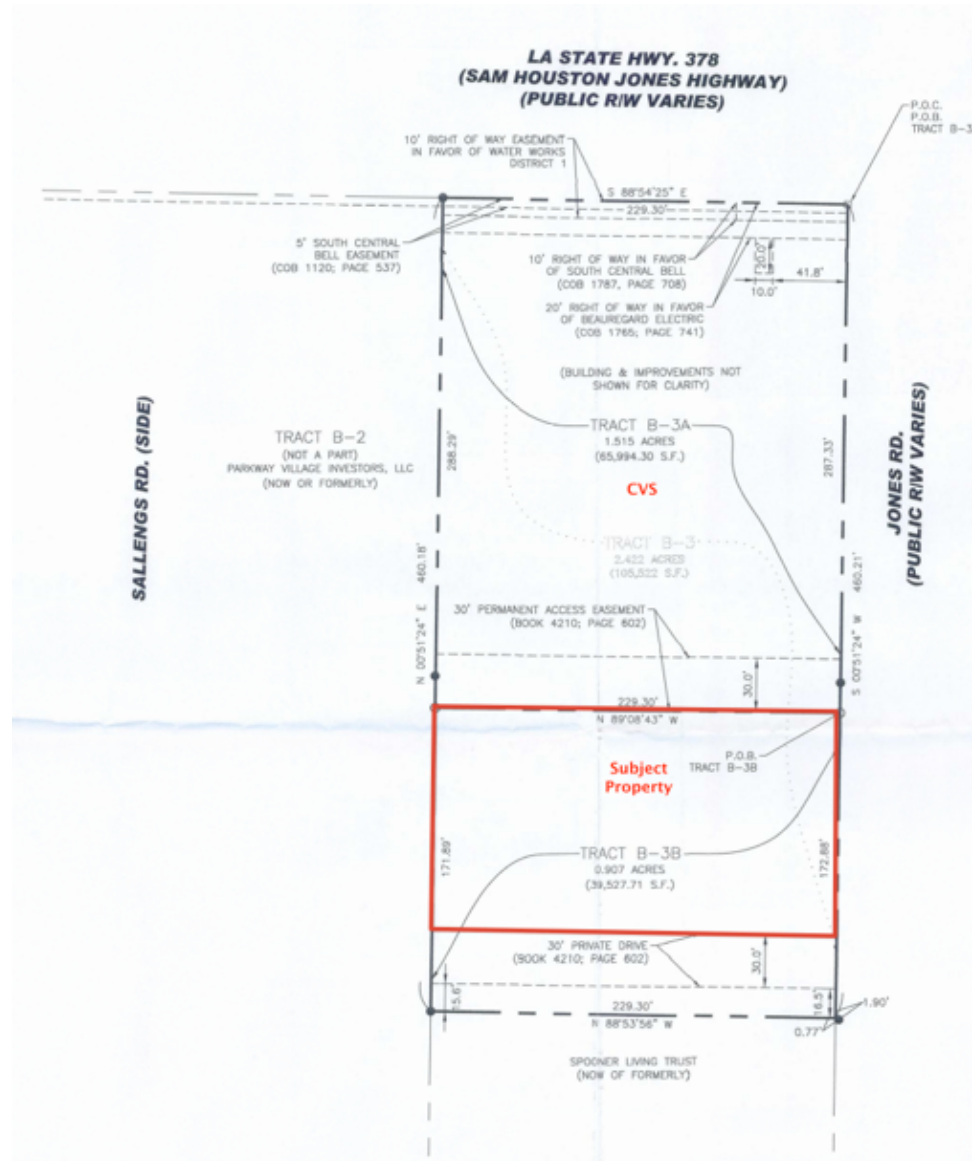 LA STATE HWY. 378
(SAM HOUSTON JONES HIGHWAY)
(PUBLIC R/W VARIES)
P.O.C.
P.O.B.
TRACT B-3
10' RIGHT OF WAY EASEMENT
IN FAVOR OF WATER WORKS
DISTRICT 1
S 88°54'25" E
229.30'
5' SOUTH CENTRAL
BELL EASEMENT
(COB 1120; PAGE 537)
10' RIGHT OF WAY IN FAVOR
OF SOUTH CENTRAL BELL
(COB 1787, PAGE 708)
20.0'
41.8'
10.0'
20' RIGHT OF WAY IN FAVOR
OF BEAUREGARD ELECTRIC
(COB 1765; PAGE 741)
(BUILDING & IMPROVEMENTS NOT
SHOWN FOR CLARITY)
SALLENGS RD. (SIDE)
TRACT B-2
(NOT A PART)
PARKWAY VILLAGE INVESTORS, LLC
(NOW OR FORMERLY)
288.29'
TRACT B-3A
1.515 ACRES
(65,994.30 S.F.)
287.33'
JONES RD.
(PUBLIC R/W VARIES)
CVS
TRACT B-3
2.422 ACRES
(105,522 S.F.)
N 00°51'24" E 460.18'
S 00°51'24" W 460.21'
30' PERMANENT ACCESS EASEMENT
(BOOK 4210; PAGE 602)
30.0'
229.30'
N 89°08'43" W
P.O.B.
TRACT B-3B
Subject
Property
171.89'
TRACT B-3B
0.907 ACRES
(39,527.71 S.F.)
172.88'
30' PRIVATE DRIVE
(BOOK 4210; PAGE 602)
30.0'
15.6'
229.30'
N 88°53'56" W
16.5'
1.90'
0.77'
SPOONER LIVING TRUST
(NOW OF FORMERLY)